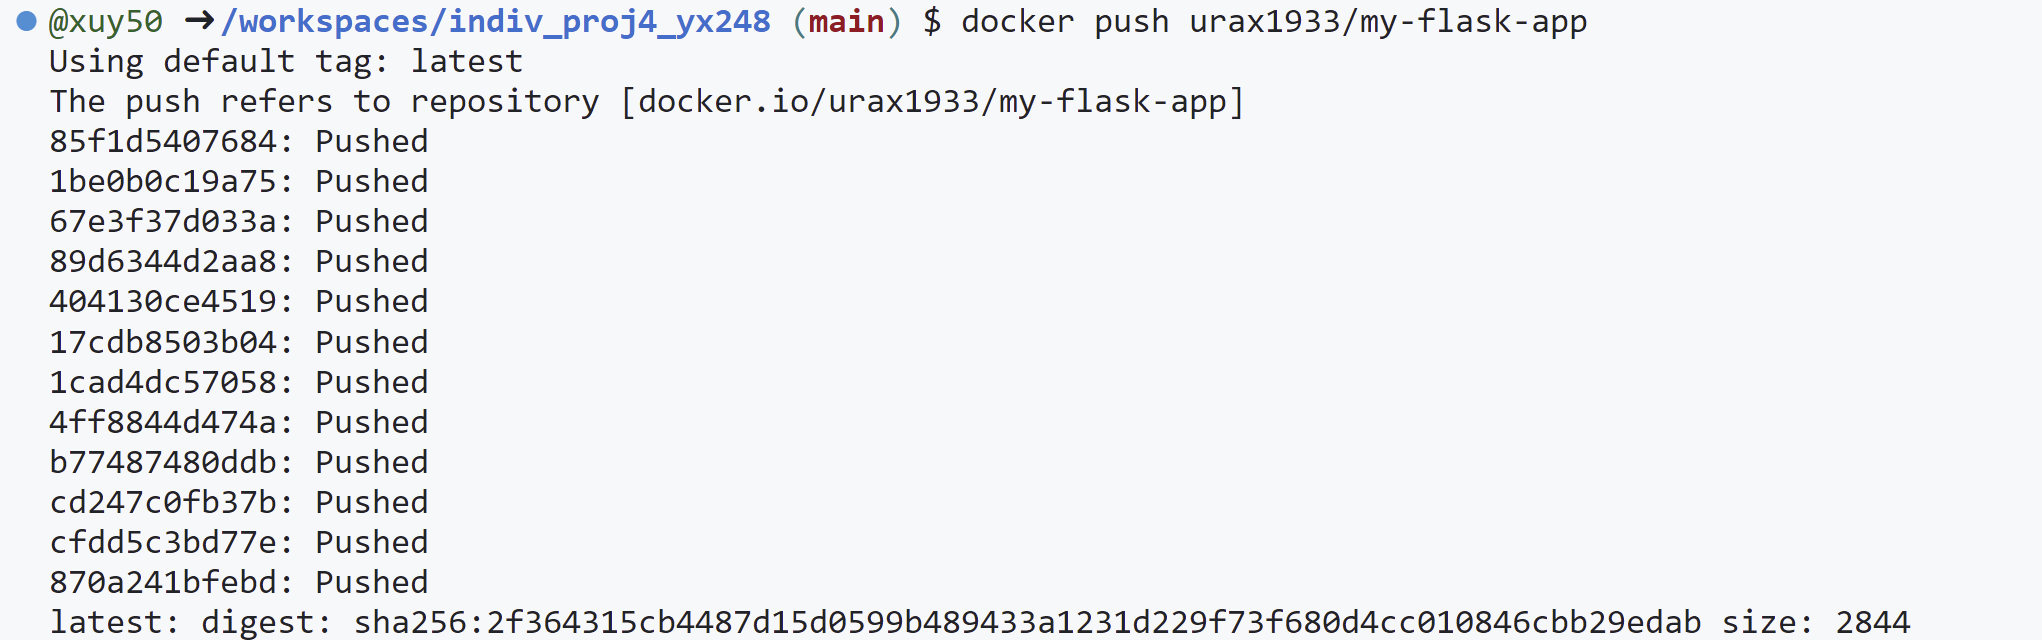 @xuy50 ➜/workspaces/indiv_proj4_yx248 (main) $ docker push urax1933/my-flask-app
Using default tag: latest
The push refers to repository [docker.io/urax1933/my-flask-app]
85f1d5407684: Pushed
1be0b0c19a75: Pushed
67e3f37d033a: Pushed
89d6344d2aa8: Pushed
404130ce4519: Pushed
17cdb8503b04: Pushed
1cad4dc57058: Pushed
4ff8844d474a: Pushed
b77487480ddb: Pushed
cd247c0fb37b: Pushed
cfdd5c3bd77e: Pushed
870a241bfebd: Pushed
latest: digest: sha256:2f364315cb4487d15d0599b489433a1231d229f73f680d4cc010846cbb29edab size: 2844